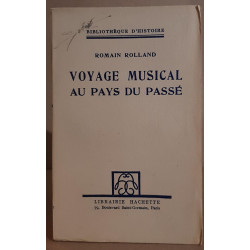 BIBLIOTHÈQUE D'HISTOIRE
ROMAIN ROLLAND
VOYAGE MUSICAL
AU PAYS DU PASSÉ
LIBRAIRIE HACHETTE
79, Boulevard Saint-Germain, Paris